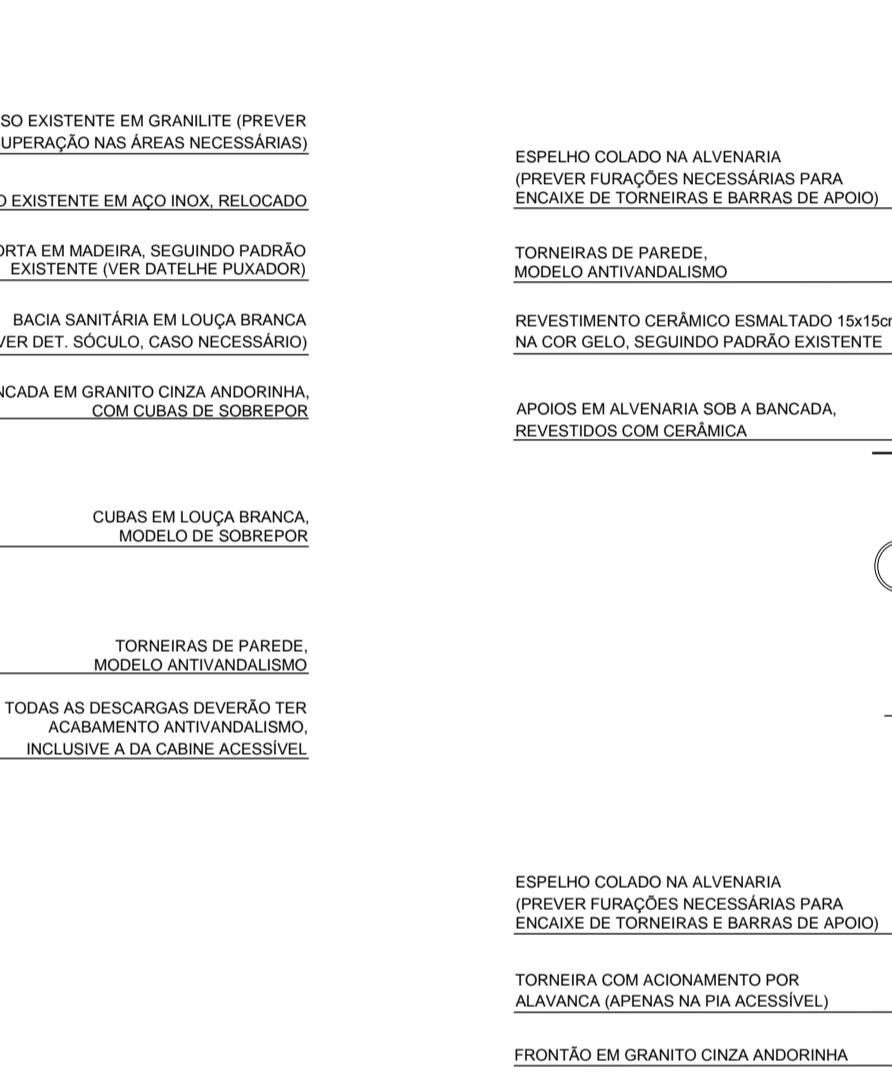 SO EXISTENTE EM GRANILITE (PREVER
UPERAÇÃO NAS ÁREAS NECESSÁRIAS)
O EXISTENTE EM AÇO INOX, RELOCADO
ORTA EM MADEIRA, SEGUINDO PADRÃO
EXISTENTE (VER DATELHE PUXADOR)
BACIA SANITÁRIA EM LOUÇA BRANCA
VER DET. SÓCULO, CASO NECESSÁRIO)
NCADA EM GRANITO CINZA ANDORINHA,
COM CUBAS DE SOBREPOR
CUBAS EM LOUÇA BRANCA,
MODELO DE SOBREPOR
TORNEIRAS DE PAREDE,
MODELO ANTIVANDALISMO
TODAS AS DESCARGAS DEVERÃO TER
ACABAMENTO ANTIVANDALISMO,
INCLUSIVE A DA CABINE ACESSÍVEL
ESPELHO COLADO NA ALVENARIA
(PREVER FURAÇÕES NECESSÁRIAS PARA
ENCAIXE DE TORNEIRAS E BARRAS DE APOIO)
TORNEIRAS DE PAREDE,
MODELO ANTIVANDALISMO
REVESTIMENTO CERÂMICO ESMALTADO 15x15cm
NA COR GELO, SEGUINDO PADRÃO EXISTENTE
APOIOS EM ALVENARIA SOB A BANCADA,
REVESTIDOS COM CERÂMICA
ESPELHO COLADO NA ALVENARIA
(PREVER FURAÇÕES NECESSÁRIAS PARA
ENCAIXE DE TORNEIRAS E BARRAS DE APOIO)
TORNEIRA COM ACIONAMENTO POR
ALAVANCA (APENAS NA PIA ACESSÍVEL)
FRONTÃO EM GRANITO CINZA ANDORINHA